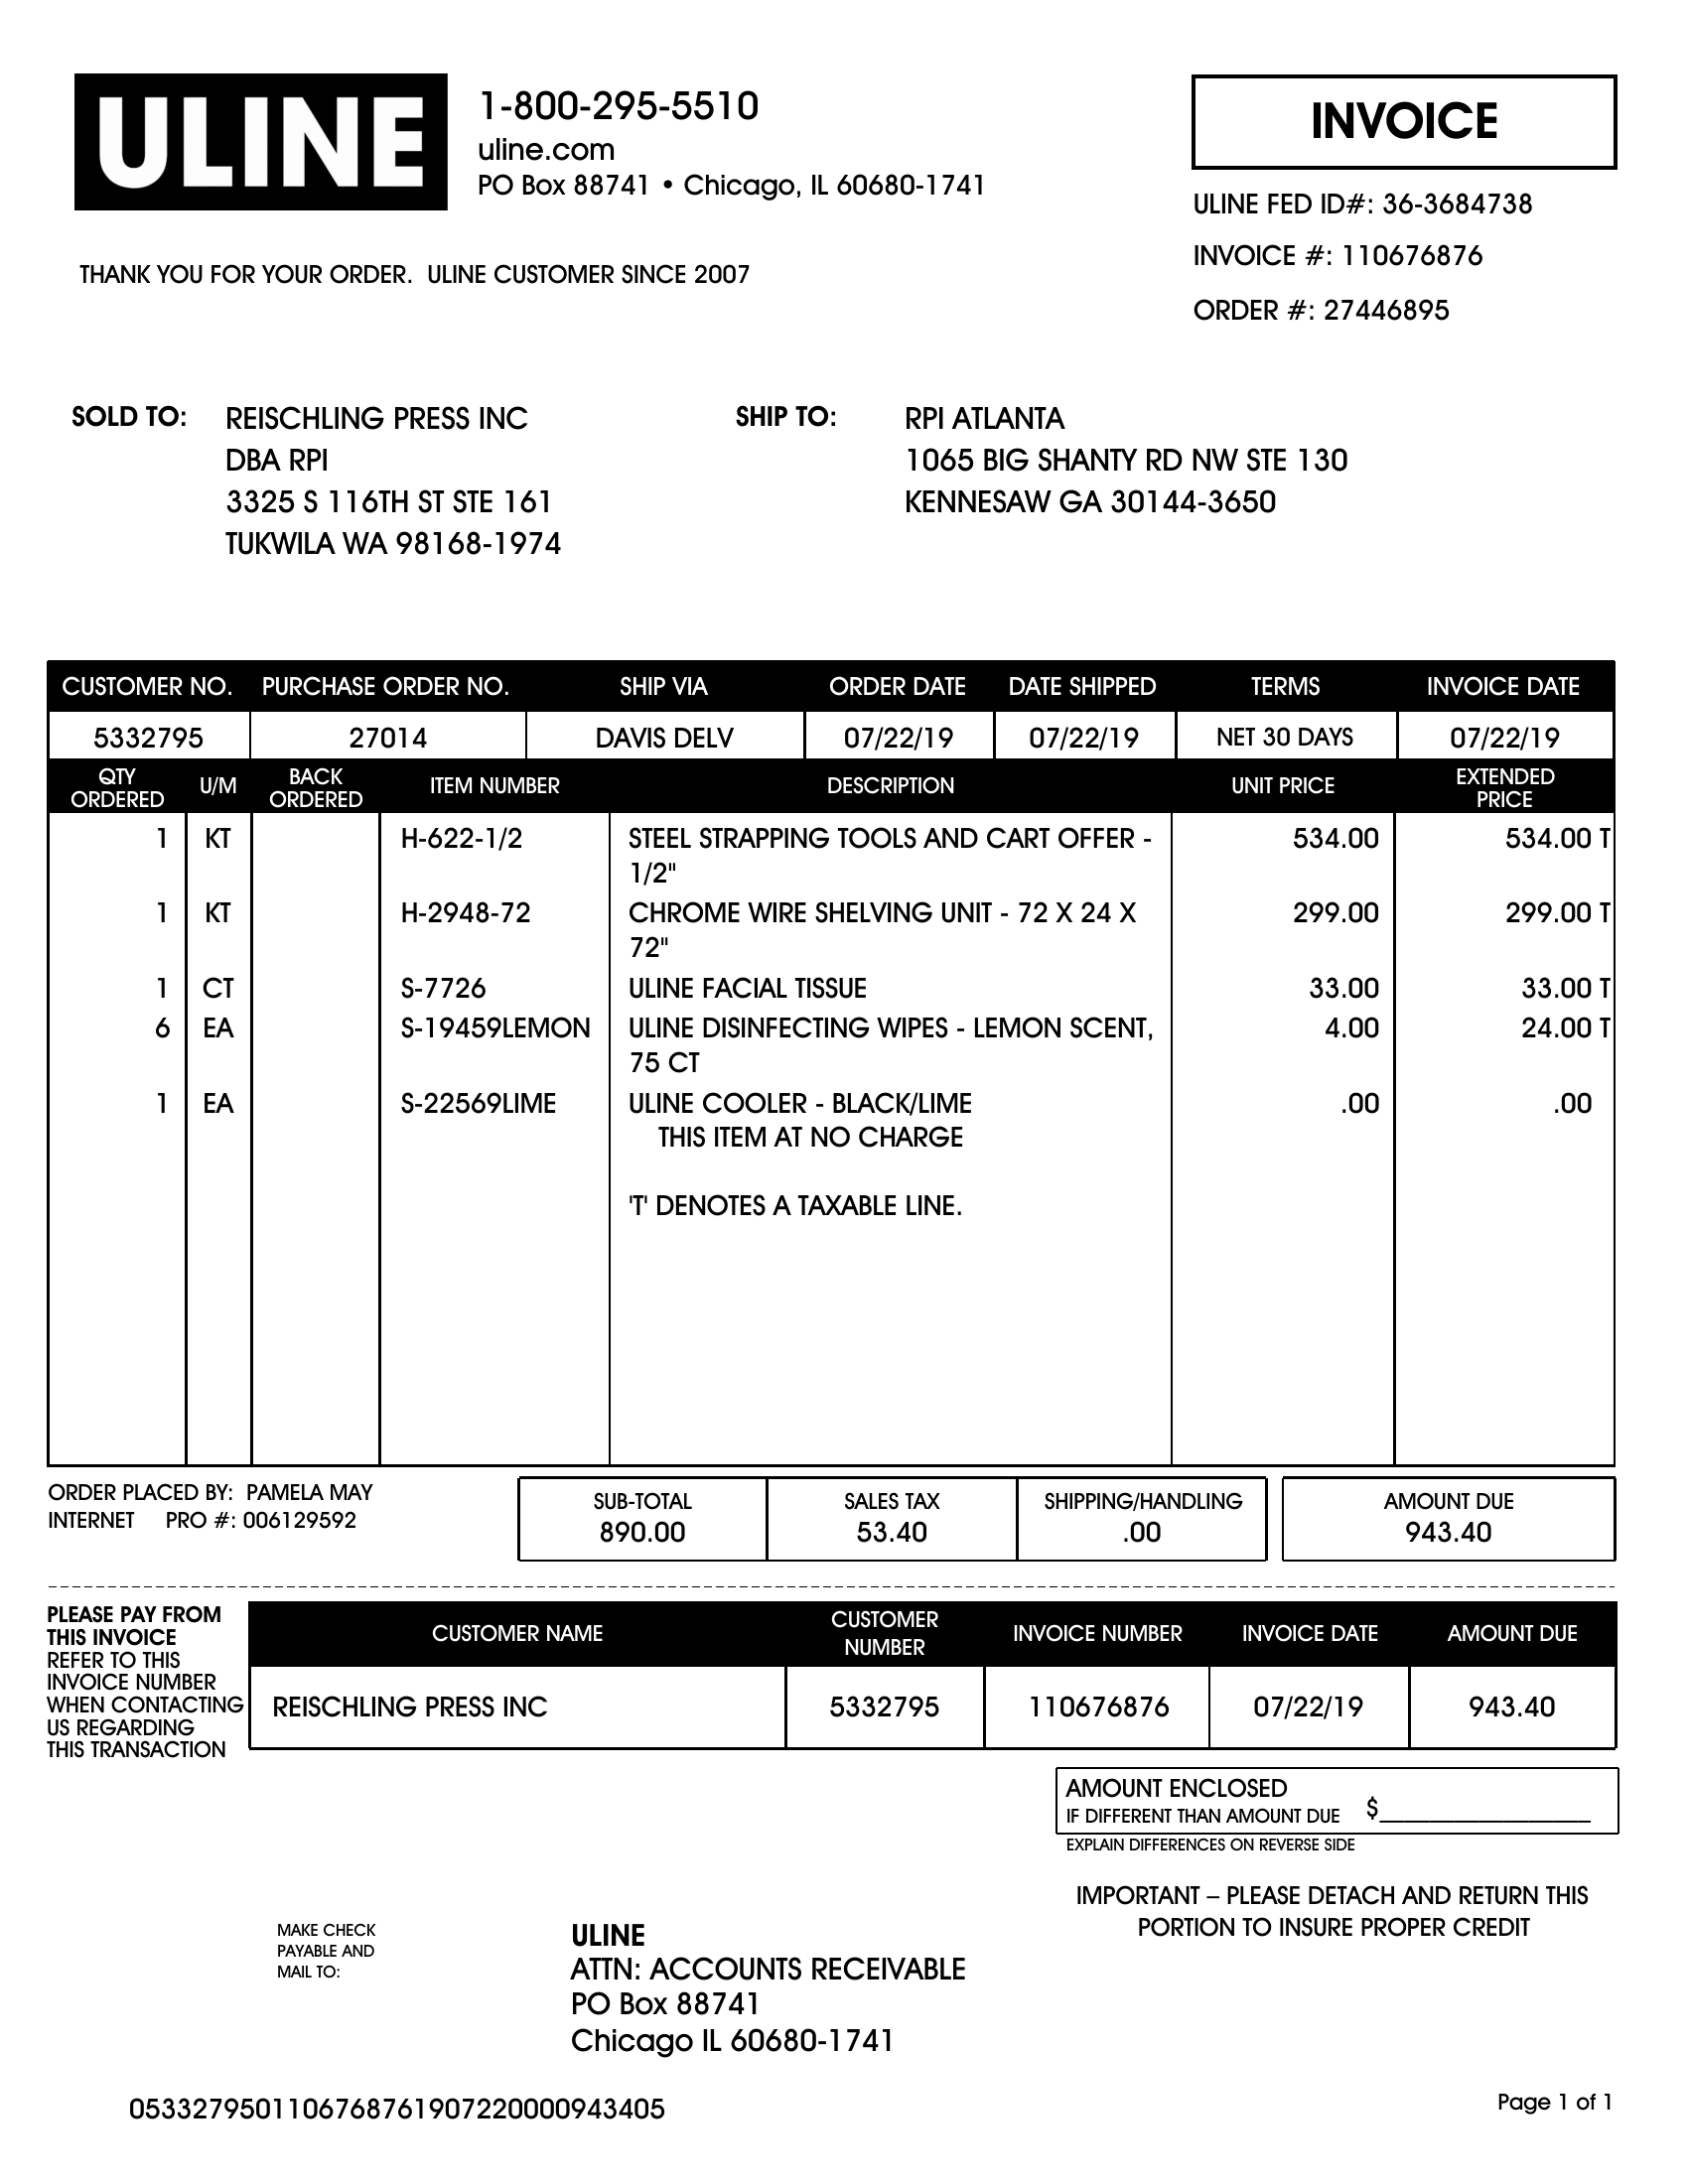 ULINE
1-800-295-5510
uline.com
PO Box 88741 • Chicago, IL 60680-1741
THANK YOU FOR YOUR ORDER.  ULINE CUSTOMER SINCE 2007
INVOICE
ULINE FED ID#: 36-3684738
INVOICE #: 110676876
ORDER #: 27446895
SOLD TO: REISCHLING PRESS INC
DBA RPI
3325 S 116TH ST STE 161
TUKWILA WA 98168-1974
SHIP TO: RPI ATLANTA
1065 BIG SHANTY RD NW STE 130
KENNESAW GA 30144-3650
CUSTOMER NO. PURCHASE ORDER NO. SHIP VIA ORDER DATE DATE SHIPPED TERMS INVOICE DATE
5332795 27014 DAVIS DELV 07/22/19 07/22/19 NET 30 DAYS 07/22/19
QTY ORDERED U/M BACK ORDERED ITEM NUMBER DESCRIPTION UNIT PRICE EXTENDED PRICE
1 KT H-622-1/2 STEEL STRAPPING TOOLS AND CART OFFER - 534.00 534.00 T
1/2"
1 KT H-2948-72 CHROME WIRE SHELVING UNIT - 72 X 24 X 299.00 299.00 T
72"
1 CT S-7726 ULINE FACIAL TISSUE 33.00 33.00 T
6 EA S-19459LEMON ULINE DISINFECTING WIPES - LEMON SCENT, 4.00 24.00 T
75 CT
1 EA S-22569LIME ULINE COOLER - BLACK/LIME .00 .00
THIS ITEM AT NO CHARGE
'T' DENOTES A TAXABLE LINE.
ORDER PLACED BY:  PAMELA MAY
INTERNET PRO #: 006129592
SUB-TOTAL SALES TAX SHIPPING/HANDLING AMOUNT DUE
890.00 53.40 .00 943.40
PLEASE PAY FROM
THIS INVOICE
REFER TO THIS
INVOICE NUMBER
WHEN CONTACTING
US REGARDING
THIS TRANSACTION
CUSTOMER NAME CUSTOMER NUMBER INVOICE NUMBER INVOICE DATE AMOUNT DUE
REISCHLING PRESS INC 5332795 110676876 07/22/19 943.40
AMOUNT ENCLOSED
IF DIFFERENT THAN AMOUNT DUE $
EXPLAIN DIFFERENCES ON REVERSE SIDE
IMPORTANT – PLEASE DETACH AND RETURN THIS
PORTION TO INSURE PROPER CREDIT
MAKE CHECK
PAYABLE AND
MAIL TO:
ULINE
ATTN: ACCOUNTS RECEIVABLE
PO Box 88741
Chicago IL 60680-1741
053327950110676876190722​0000943405
Page 1 of 1